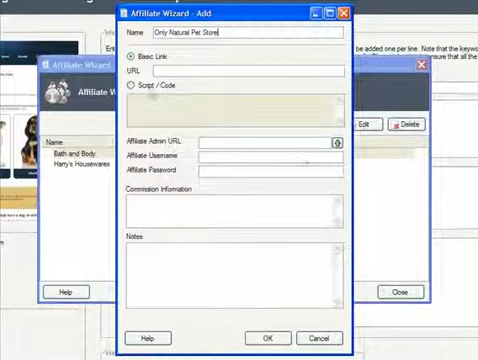 Affiliate Wizard - Add
Name
Only Natural Pet Store
Basic Link
URL
Script / Code
Affiliate Admin URL
Affiliate Username
Affiliate Password
Commission Information
Notes
Help
OK
Cancel
Affiliate Wizard
Affiliate W
Name
Bath and Body
Harry's Housewares
Help
Edit
Delete
Close
be added one per line. Note that the keywo
ensure that all the